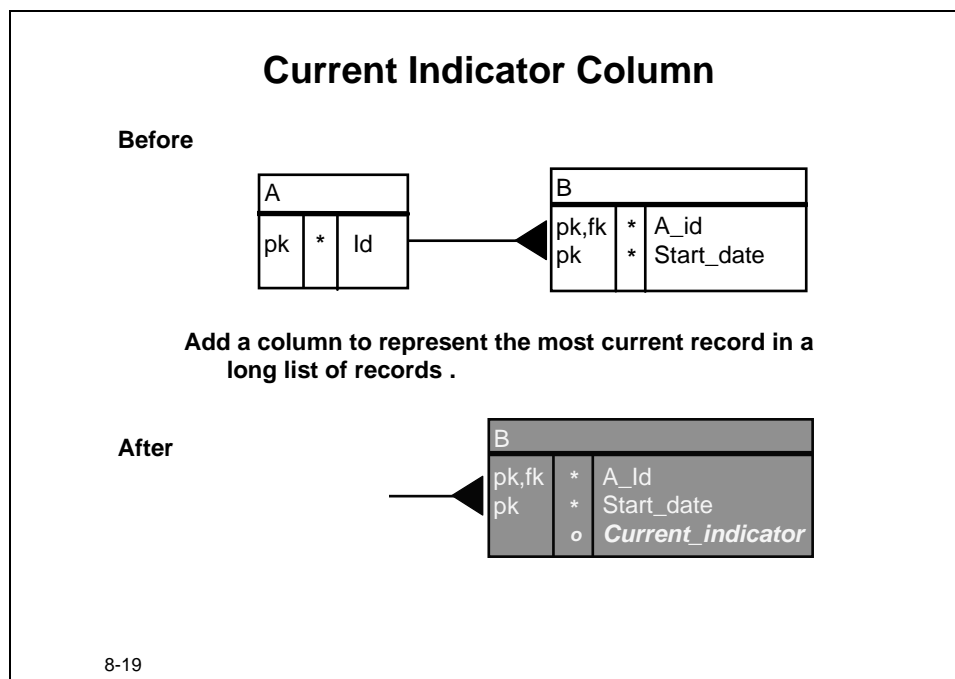 Current Indicator Column
Before
A
pk * Id
B
pk,fk * A_id
pk * Start_date
Add a column to represent the most current record in a
long list of records .
After
B
pk,fk * A_Id
pk * Start_date
o Current_indicator
8-19